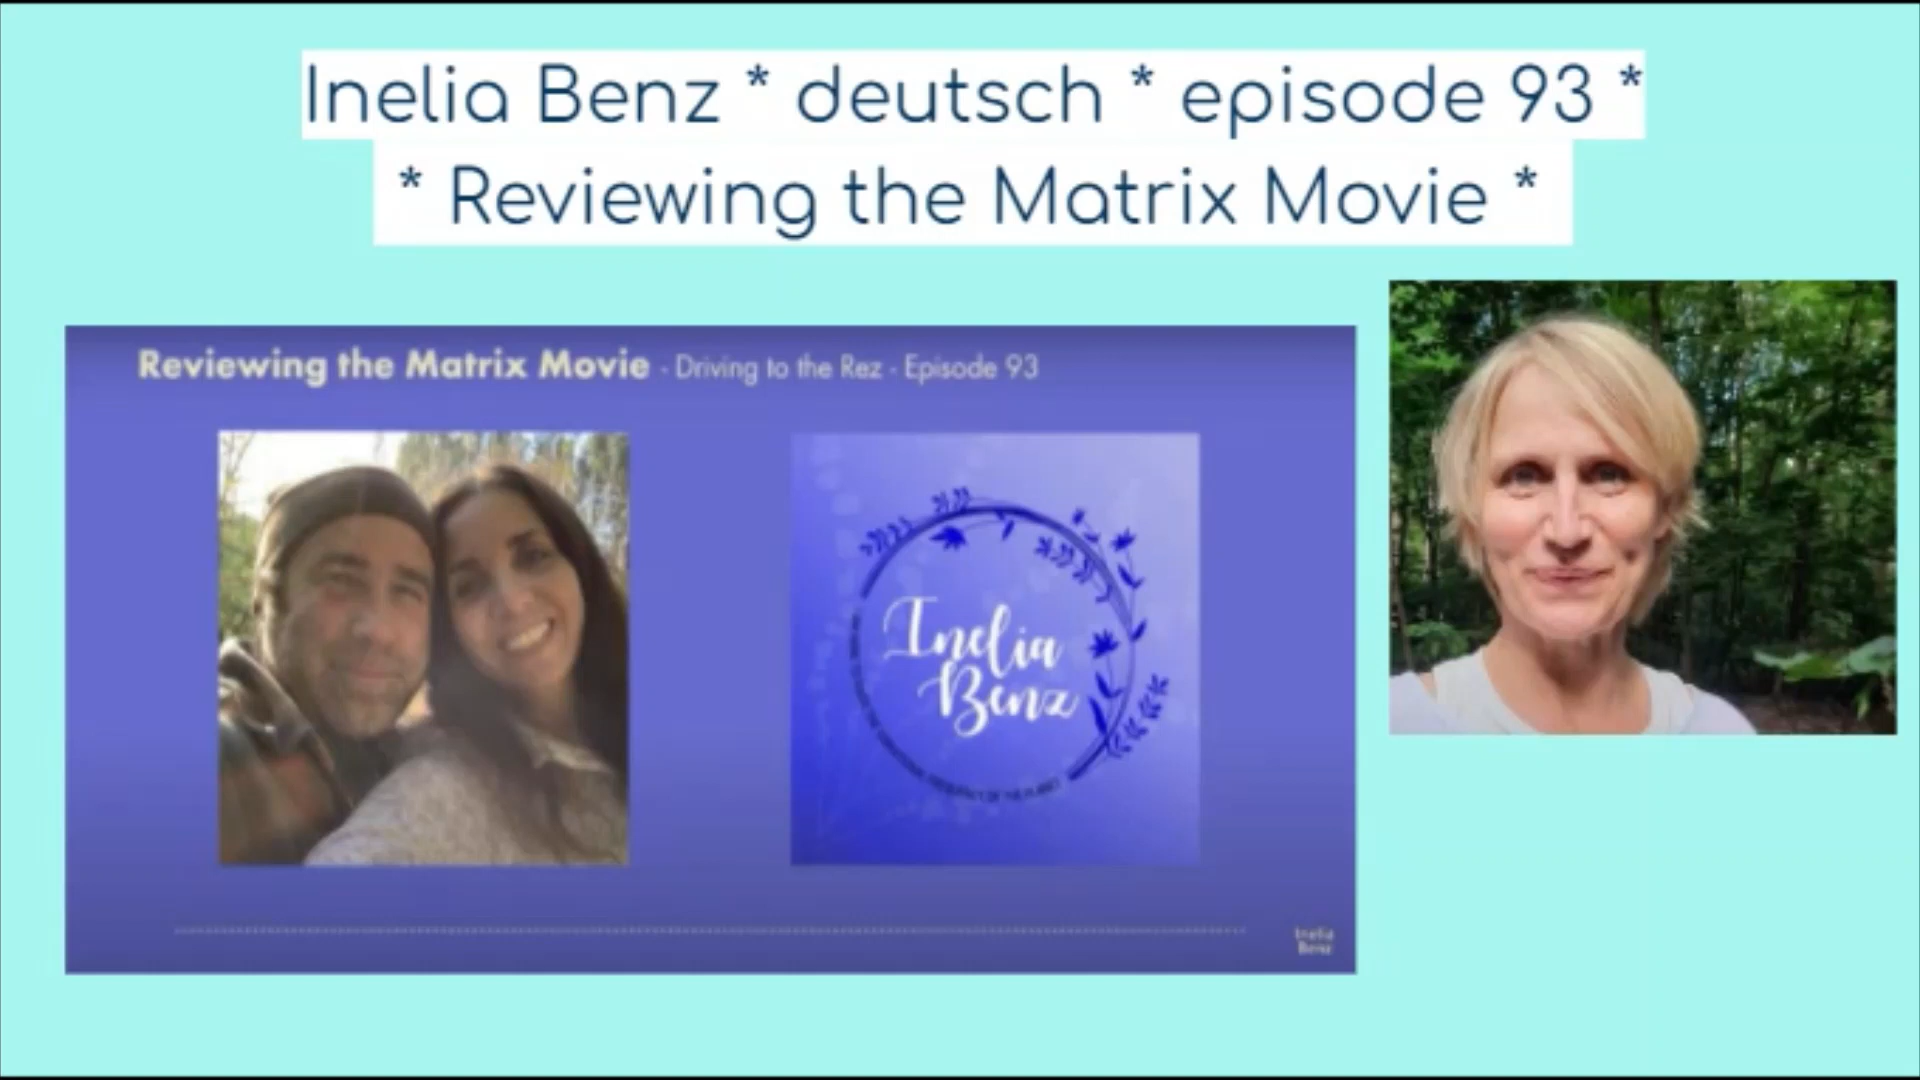 Inelia Benz * deutsch * episode 93 *
* Reviewing the Matrix Movie *
Reviewing the Matrix Movie - Driving to the Rez - Episode 93
Inelia
Benz
Inelia
Benz